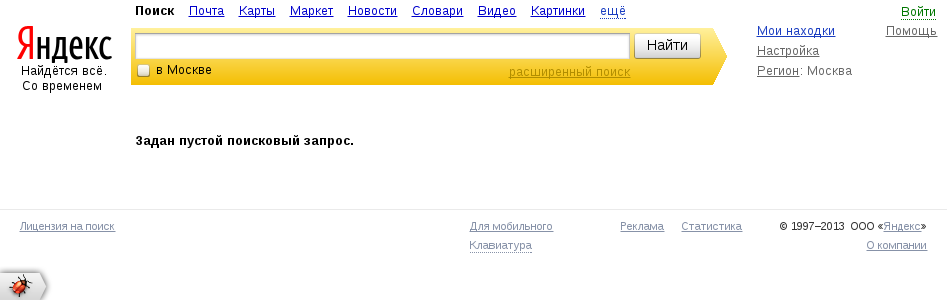 Поиск Почта Карты Маркет Новости Словари Видео Картинки ещё Войти
Яндекс Найти Мои находки Помощь
Найдётся всё. в Москве расширенный поиск Настройка
Со временем Регион: Москва
Задан пустой поисковый запрос.
Лицензия на поиск Для мобильного Реклама Статистика © 1997–2013 ООО «Яндекс»
Клавиатура О компании